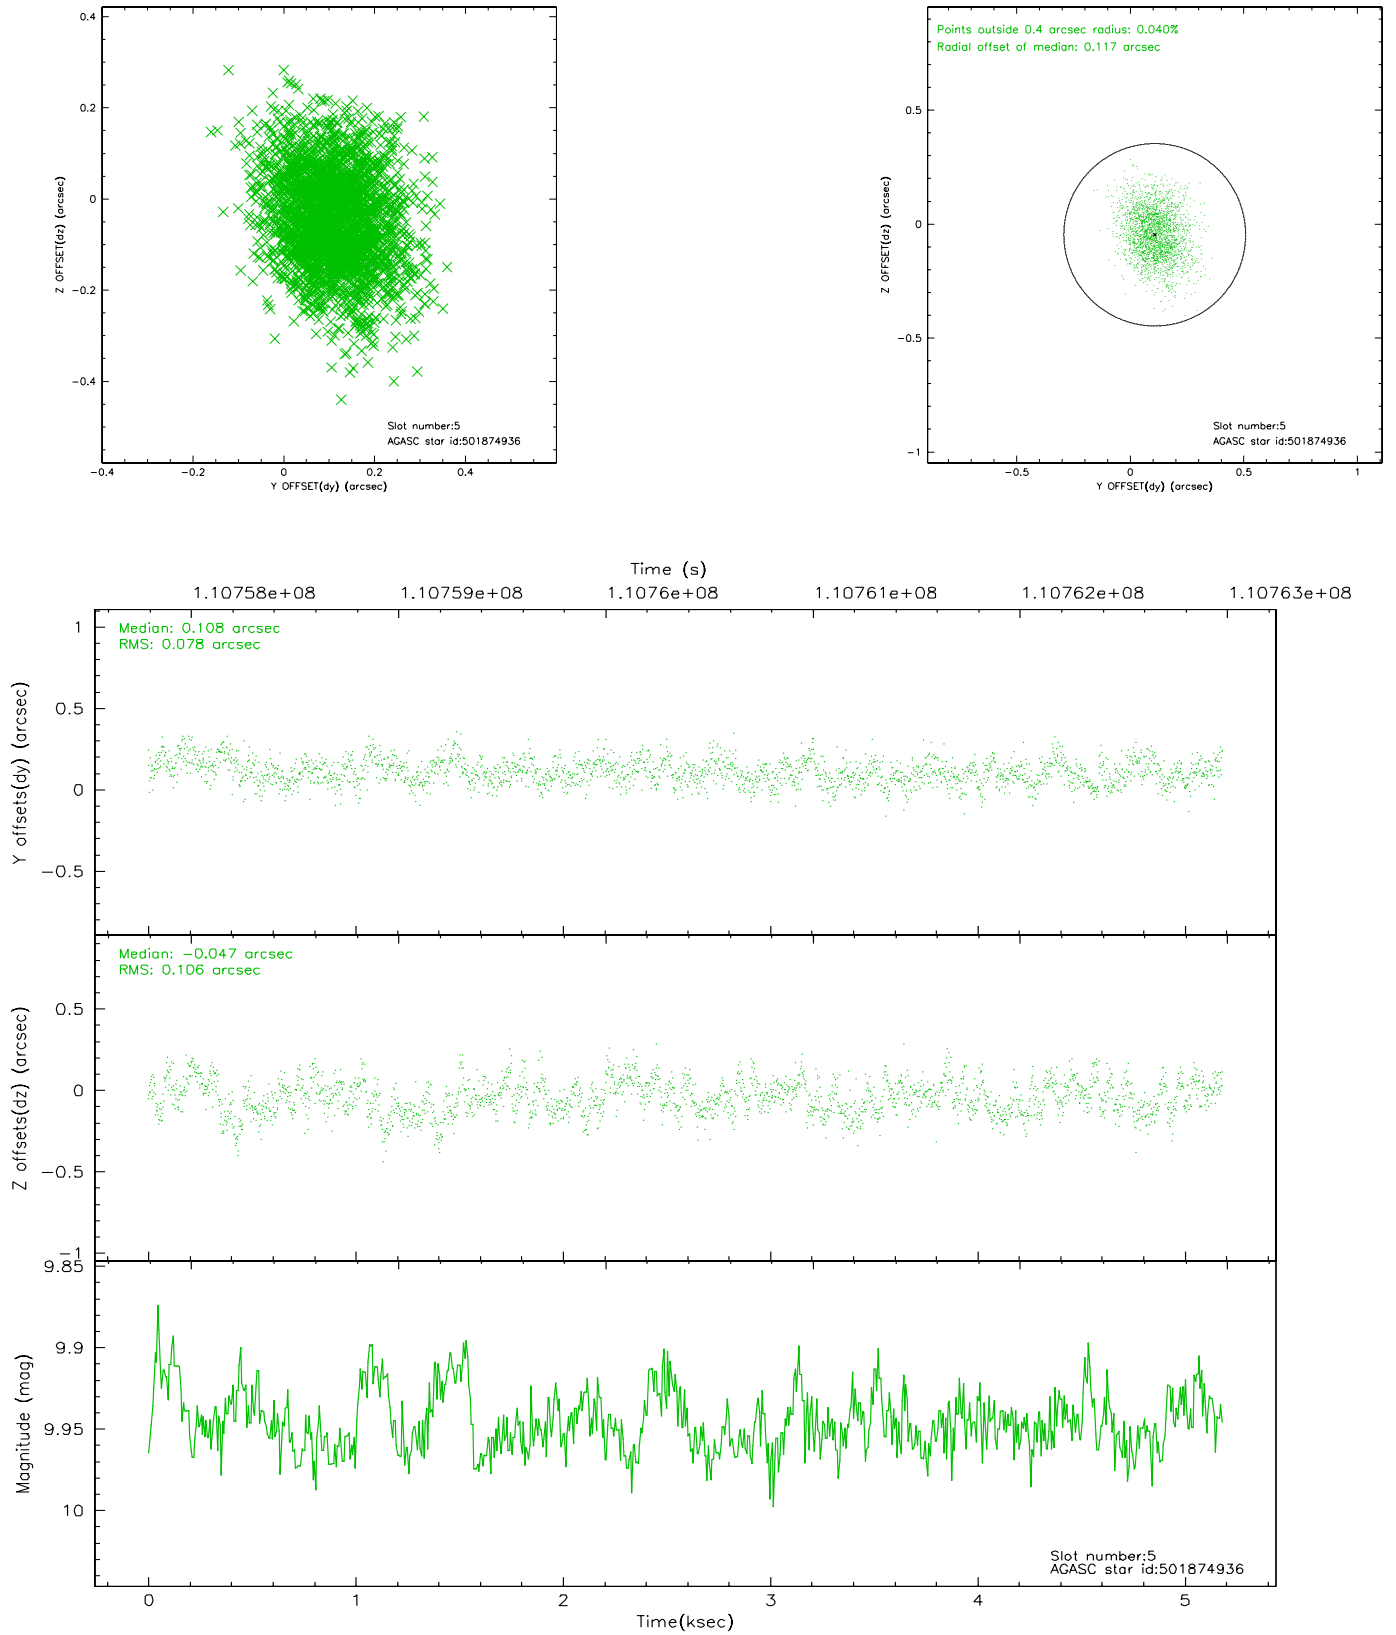 0.4
0.2
0
-0.2
-0.4
Z OFFSET(dz) (arcsec)
Slot number:5
AGASC star id:501874936
-0.4 -0.2 0 0.2 0.4
Y OFFSET(dy) (arcsec)
Points outside 0.4 arcsec radius: 0.040%
Radial offset of median: 0.117 arcsec
0.5
0
-0.5
-1
Z OFFSET(dz) (arcsec)
Slot number:5
AGASC star id:501874936
-0.5 0 0.5 1
Y OFFSET(dy) (arcsec)
Time (s)
1.10758e+08 1.10759e+08 1.1076e+08 1.10761e+08 1.10762e+08 1.10763e+08
Median: 0.108 arcsec
RMS: 0.078 arcsec
1
0.5
0
-0.5
Y offsets(dy) (arcsec)
Median: -0.047 arcsec
RMS: 0.106 arcsec
0.5
0
-0.5
-1
Z offsets(dz) (arcsec)
9.85
9.9
9.95
10
Magnitude (mag)
Slot number:5
AGASC star id:501874936
0 1 2 3 4 5
Time(ksec)